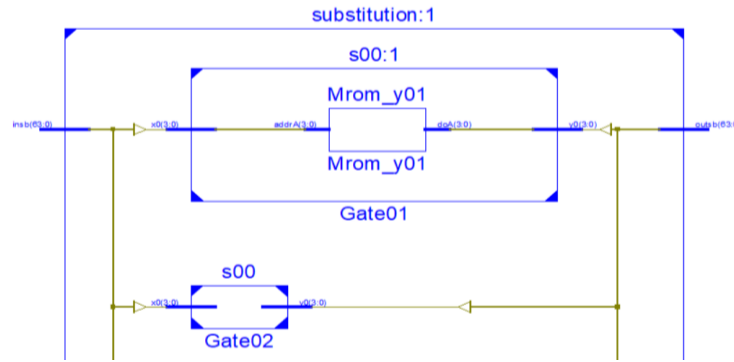 substitution:1
s00:1
Mrom_y01
insb(63:0)
x0(3:0)
addrA(3:0)
doA(3:0)
y0(3:0)
outsb(63:
Mrom_y01
Gate01
s00
x0(3:0)
y0(3:0)
Gate02